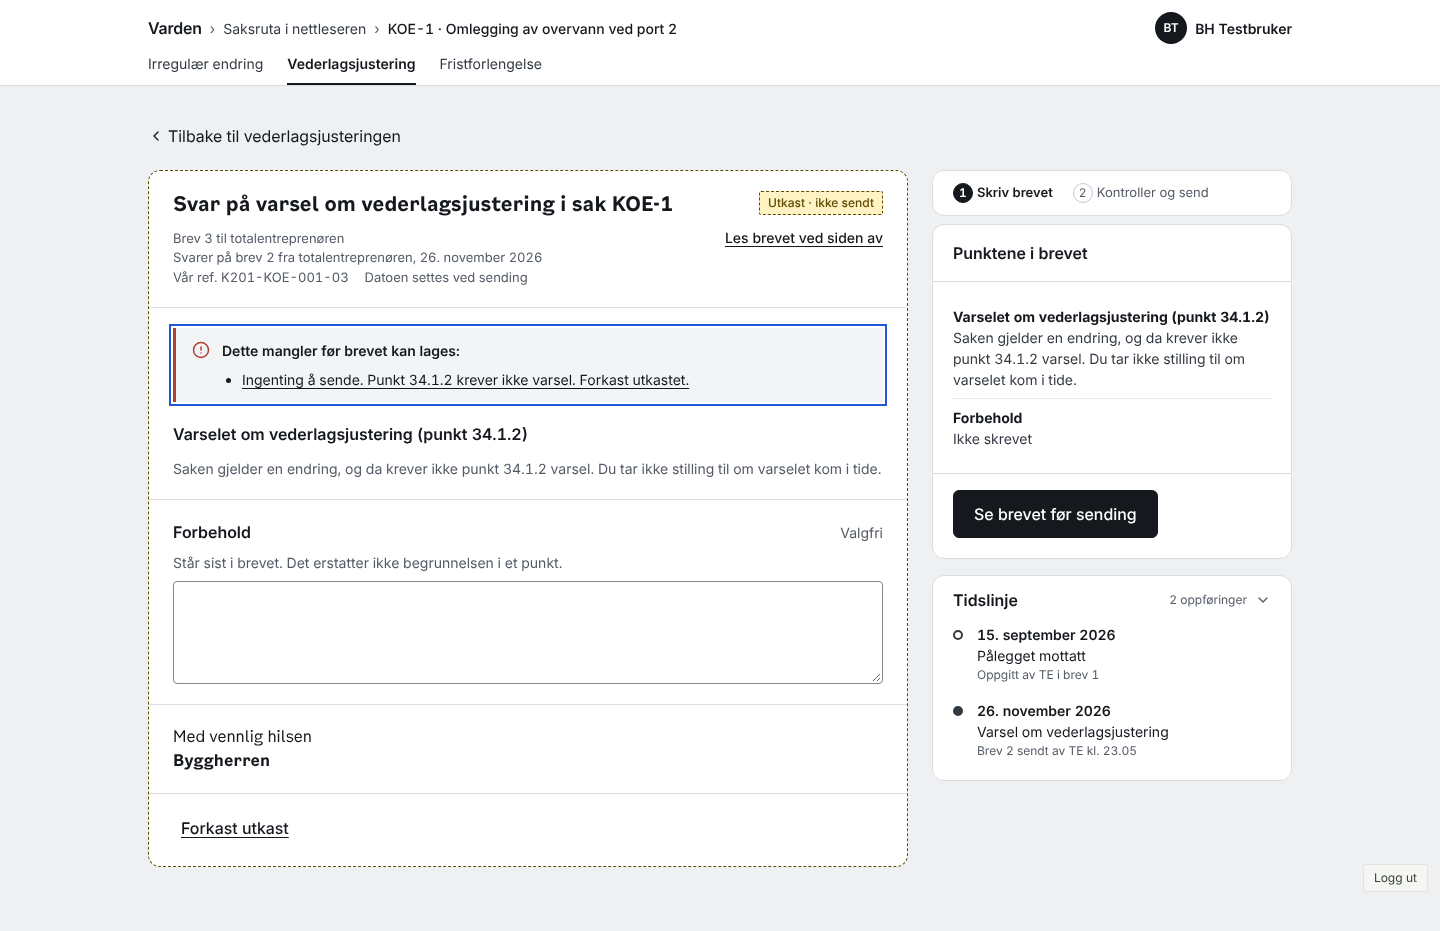 Varden › Saksruta i nettleseren › KOE-1 · Omlegging av overvann ved port 2
BT BH Testbruker
Irregulær endring Vederlagsjustering Fristforlengelse
Tilbake til vederlagsjusteringen
Svar på varsel om vederlagsjustering i sak KOE-1
Utkast · ikke sendt
Brev 3 til totalentreprenøren
Les brevet ved siden av
Svarer på brev 2 fra totalentreprenøren, 26. november 2026
Vår ref. K201-KOE-001-03 Datoen settes ved sending
Dette mangler før brevet kan lages:
Ingenting å sende. Punkt 34.1.2 krever ikke varsel. Forkast utkastet.
Varselet om vederlagsjustering (punkt 34.1.2)
Saken gjelder en endring, og da krever ikke punkt 34.1.2 varsel. Du tar ikke stilling til om varselet kom i tide.
Forbehold
Valgfri
Står sist i brevet. Det erstatter ikke begrunnelsen i et punkt.
Med vennlig hilsen
Byggherren
Forkast utkast
1 Skriv brevet 2 Kontroller og send
Punktene i brevet
Varselet om vederlagsjustering (punkt 34.1.2)
Saken gjelder en endring, og da krever ikke
punkt 34.1.2 varsel. Du tar ikke stilling til om
varselet kom i tide.
Forbehold
Ikke skrevet
Se brevet før sending
Tidslinje
2 oppføringer
15. september 2026
Pålegget mottatt
Oppgitt av TE i brev 1
26. november 2026
Varsel om vederlagsjustering
Brev 2 sendt av TE kl. 23.05
Logg ut